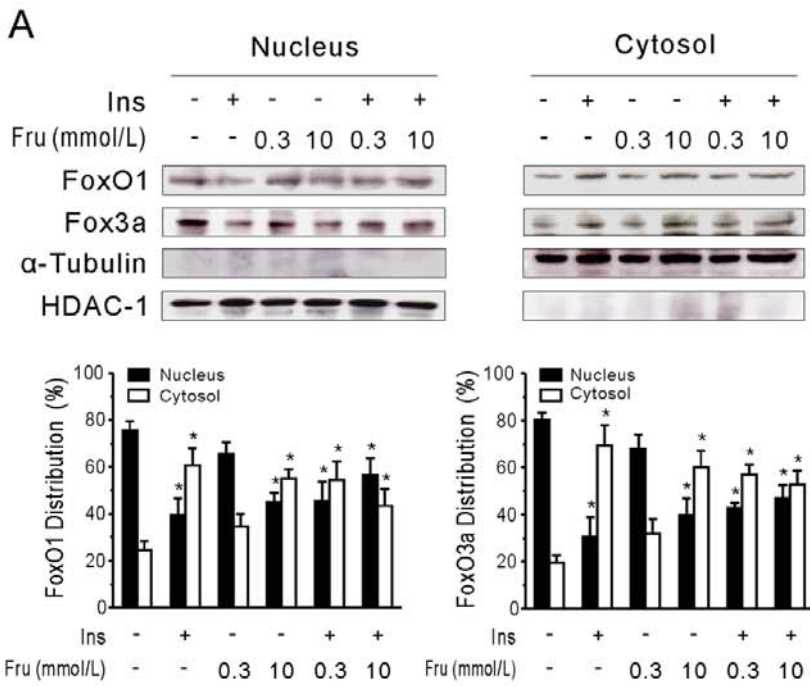 A
Nucleus
Cytosol
Ins - + - - + + - + - - + +
Fru (mmol/L) - - 0.3 10 0.3 10 - - 0.3 10 0.3 10
FoxO1
Fox3a
α-Tubulin
HDAC-1
FoxO1 Distribution (%)
100
80
60
40
20
0
Nucleus
Cytosol
* * * * * * * *
Ins - + - - + +
Fru (mmol/L) - - 0.3 10 0.3 10
FoxO3a Distribution (%)
100
80
60
40
20
0
Nucleus
Cytosol
* * * * * * * *
Ins - + - - + +
Fru (mmol/L) - - 0.3 10 0.3 10